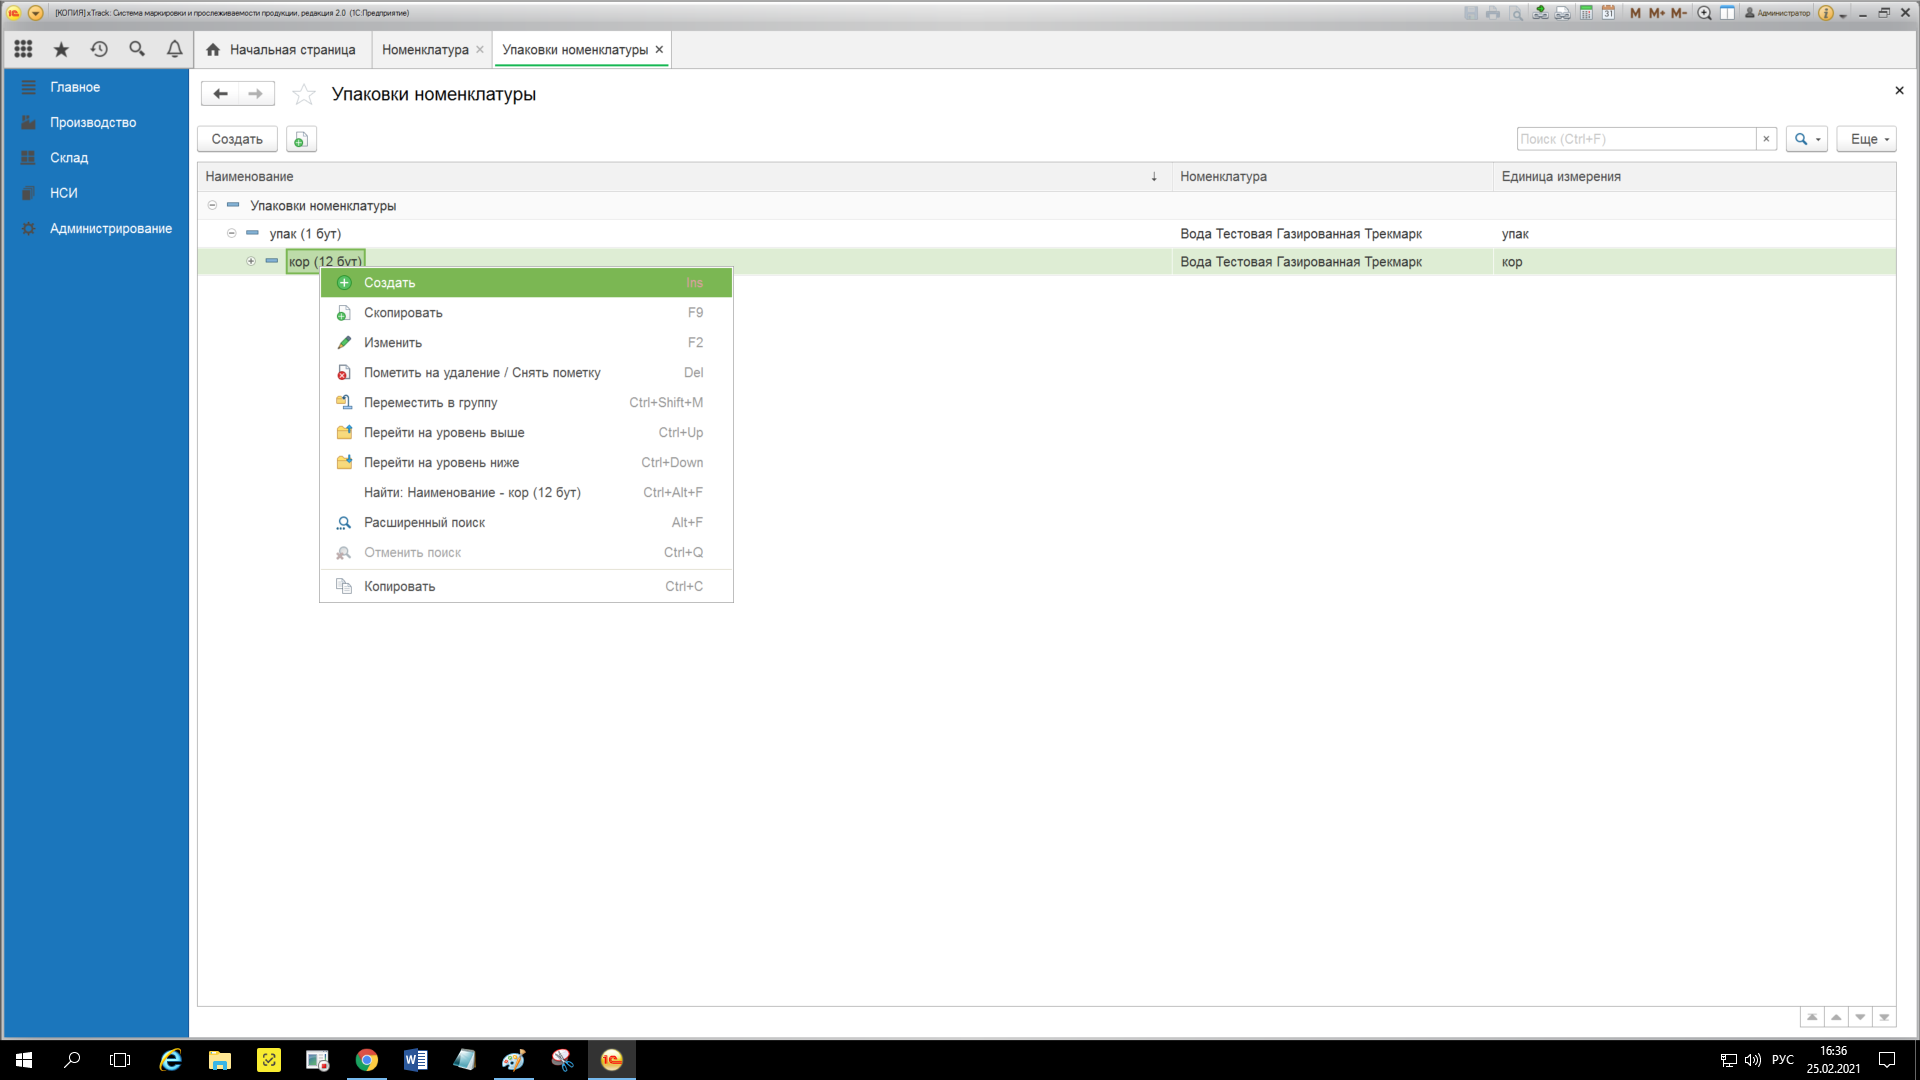 [КОПИЯ] xTrack: Система маркировки и прослеживаемости продукции, редакция 2.0 (1С:Предприятие)
31 M M+ M- Администратор
Начальная страница Номенклатура Упаковки номенклатуры
Главное
Производство
Склад
НСИ
Администрирование
Упаковки номенклатуры
Создать Поиск (Ctrl+F) Еще
Наименование Номенклатура Единица измерения
Упаковки номенклатуры
упак (1 бут) Вода Тестовая Газированная Трекмарк упак
кор (12 бут) Вода Тестовая Газированная Трекмарк кор
Создать Ins
Скопировать F9
Изменить F2
Пометить на удаление / Снять пометку Del
Переместить в группу Ctrl+Shift+M
Перейти на уровень выше Ctrl+Up
Перейти на уровень ниже Ctrl+Down
Найти: Наименование - кор (12 бут) Ctrl+Alt+F
Расширенный поиск Alt+F
Отменить поиск Ctrl+Q
Копировать Ctrl+C
РУС 16:36
25.02.2021